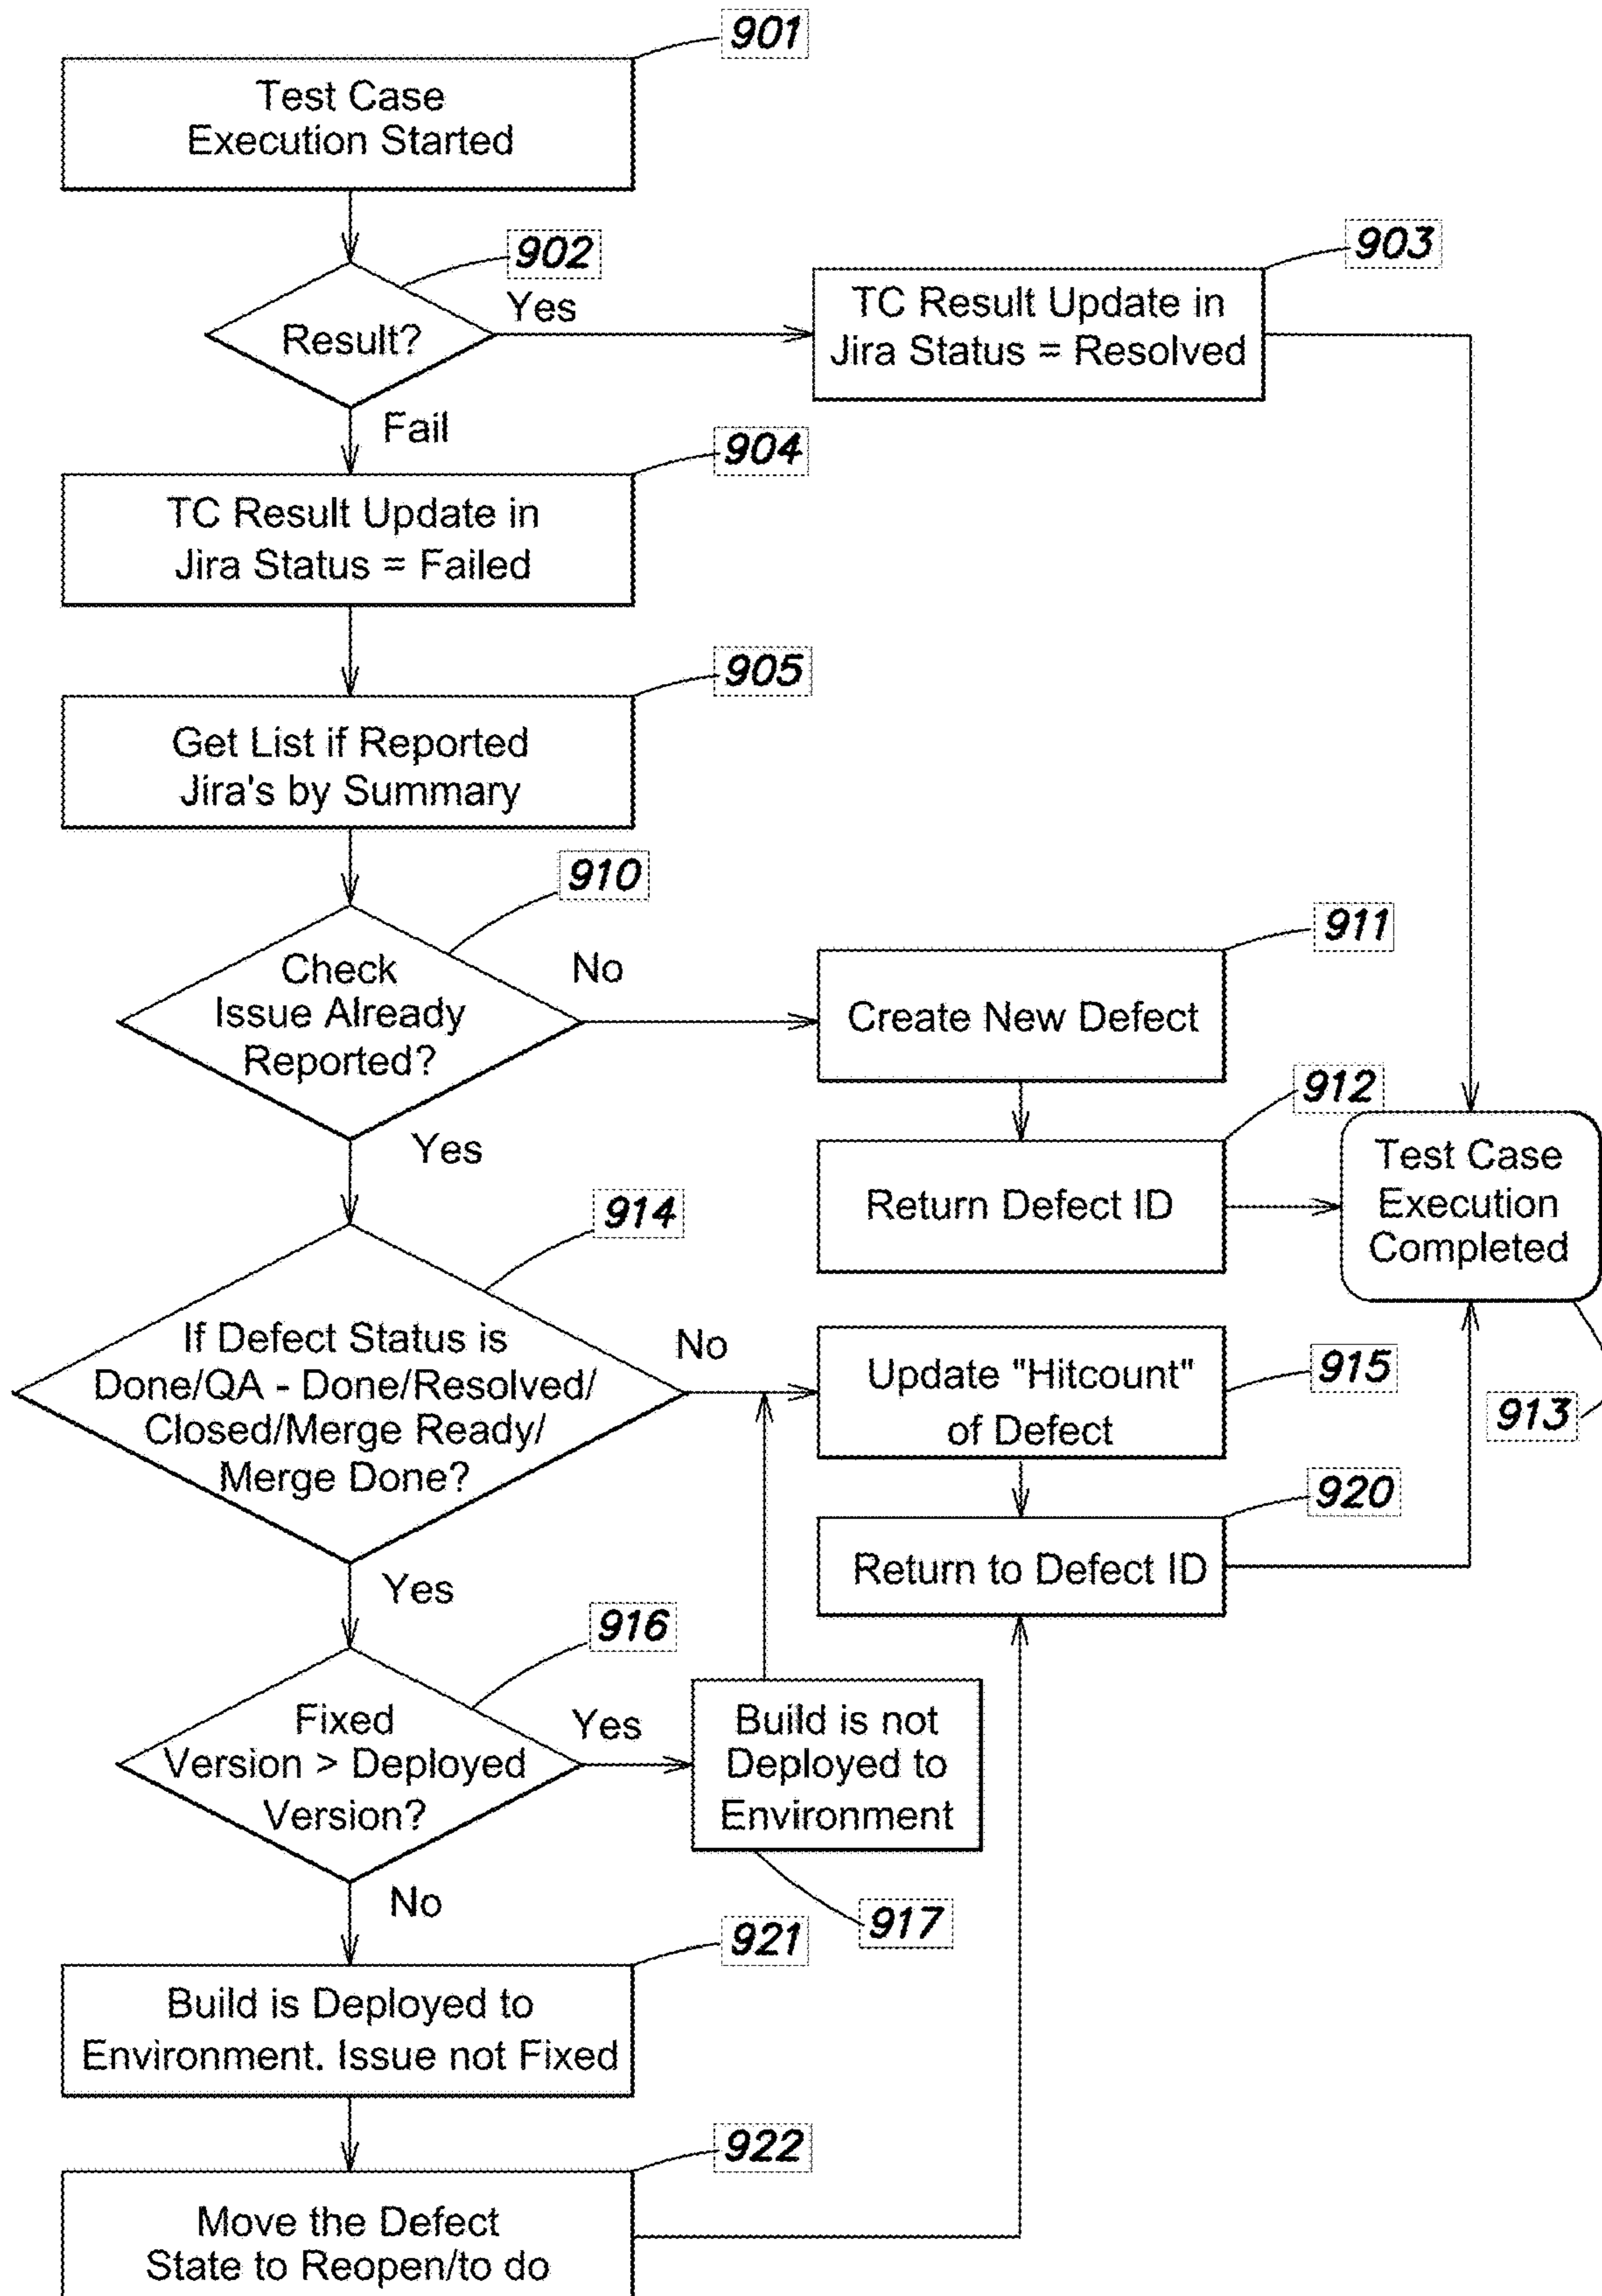 901
Test Case
Execution Started
902
Result?
Yes
903
TC Result Update in
Jira Status = Resolved
Fail
904
TC Result Update in
Jira Status = Failed
905
Get List if Reported
Jira's by Summary
910
Check
Issue Already
Reported?
No
911
Create New Defect
912
Return Defect ID
Test Case
Execution
Completed
913
Yes
914
If Defect Status is
Done/QA - Done/Resolved/
Closed/Merge Ready/
Merge Done?
No
Update "Hitcount"
of Defect
915
920
Return to Defect ID
Yes
916
Fixed
Version > Deployed
Version?
Yes
Build is not
Deployed to
Environment
917
No
921
Build is Deployed to
Environment. Issue not Fixed
922
Move the Defect
State to Reopen/to do